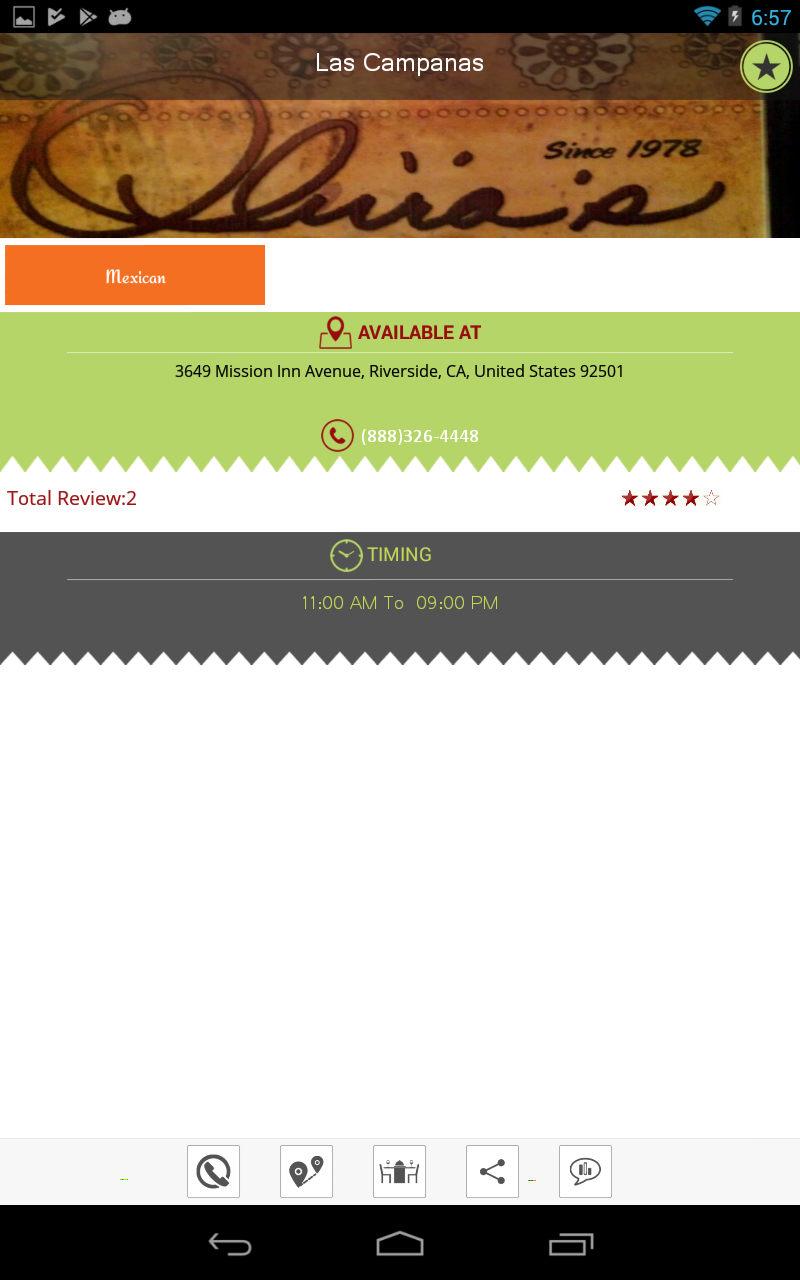 6:57
Las Campanas
Since 1978
Olivia's
Mexican
AVAILABLE AT
3649 Mission Inn Avenue, Riverside, CA, United States 92501
(888)326-4448
Total Review:2
TIMING
11:00 AM To 09:00 PM